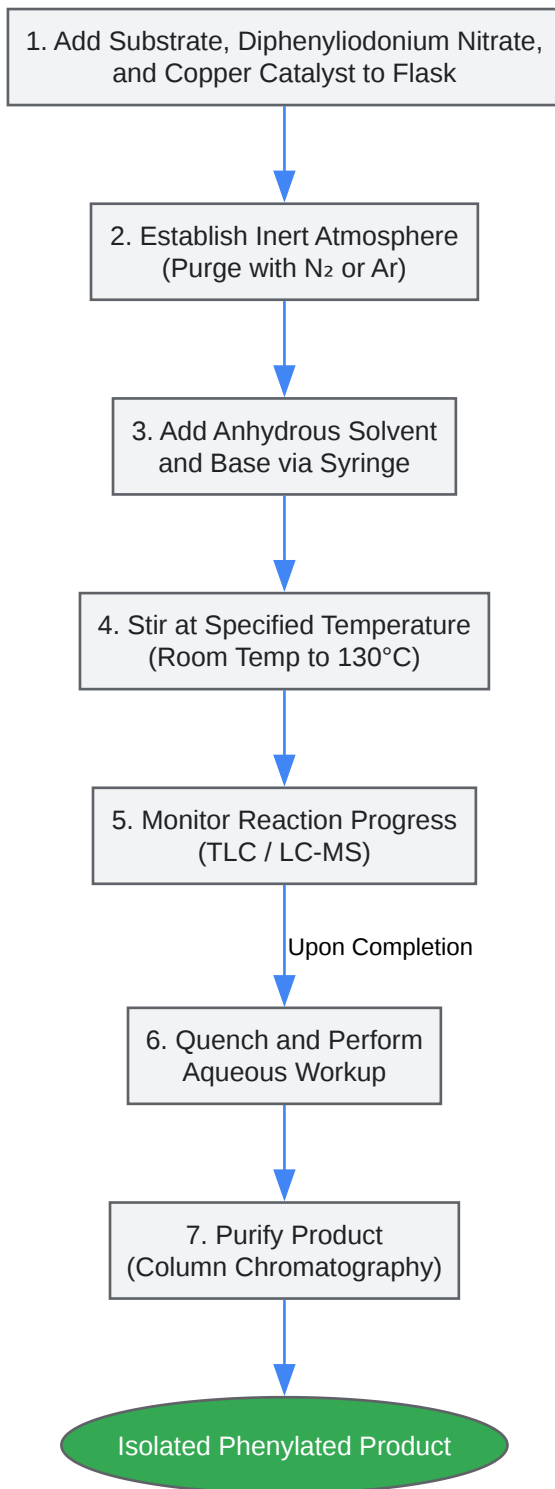 1. Add Substrate, Diphenyliodonium Nitrate,
and Copper Catalyst to Flask
2. Establish Inert Atmosphere
(Purge with N₂ or Ar)
3. Add Anhydrous Solvent
and Base via Syringe
4. Stir at Specified Temperature
(Room Temp to 130°C)
5. Monitor Reaction Progress
(TLC / LC-MS)
Upon Completion
6. Quench and Perform
Aqueous Workup
7. Purify Product
(Column Chromatography)
Isolated Phenylated Product